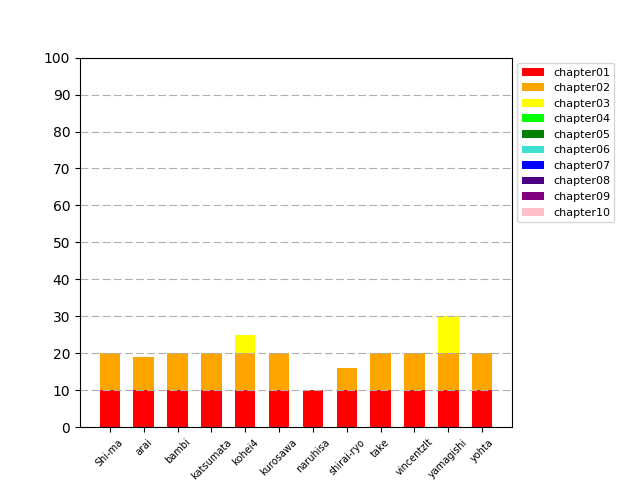 100
90
80
70
60
50
40
30
20
10
0
Shi-ma
arai
bambi
katsumata
kohei4
kurosawa
naruhisa
shirai-ryo
take
vincentzlt
yamagishi
yohta
chapter01
chapter02
chapter03
chapter04
chapter05
chapter06
chapter07
chapter08
chapter09
chapter10